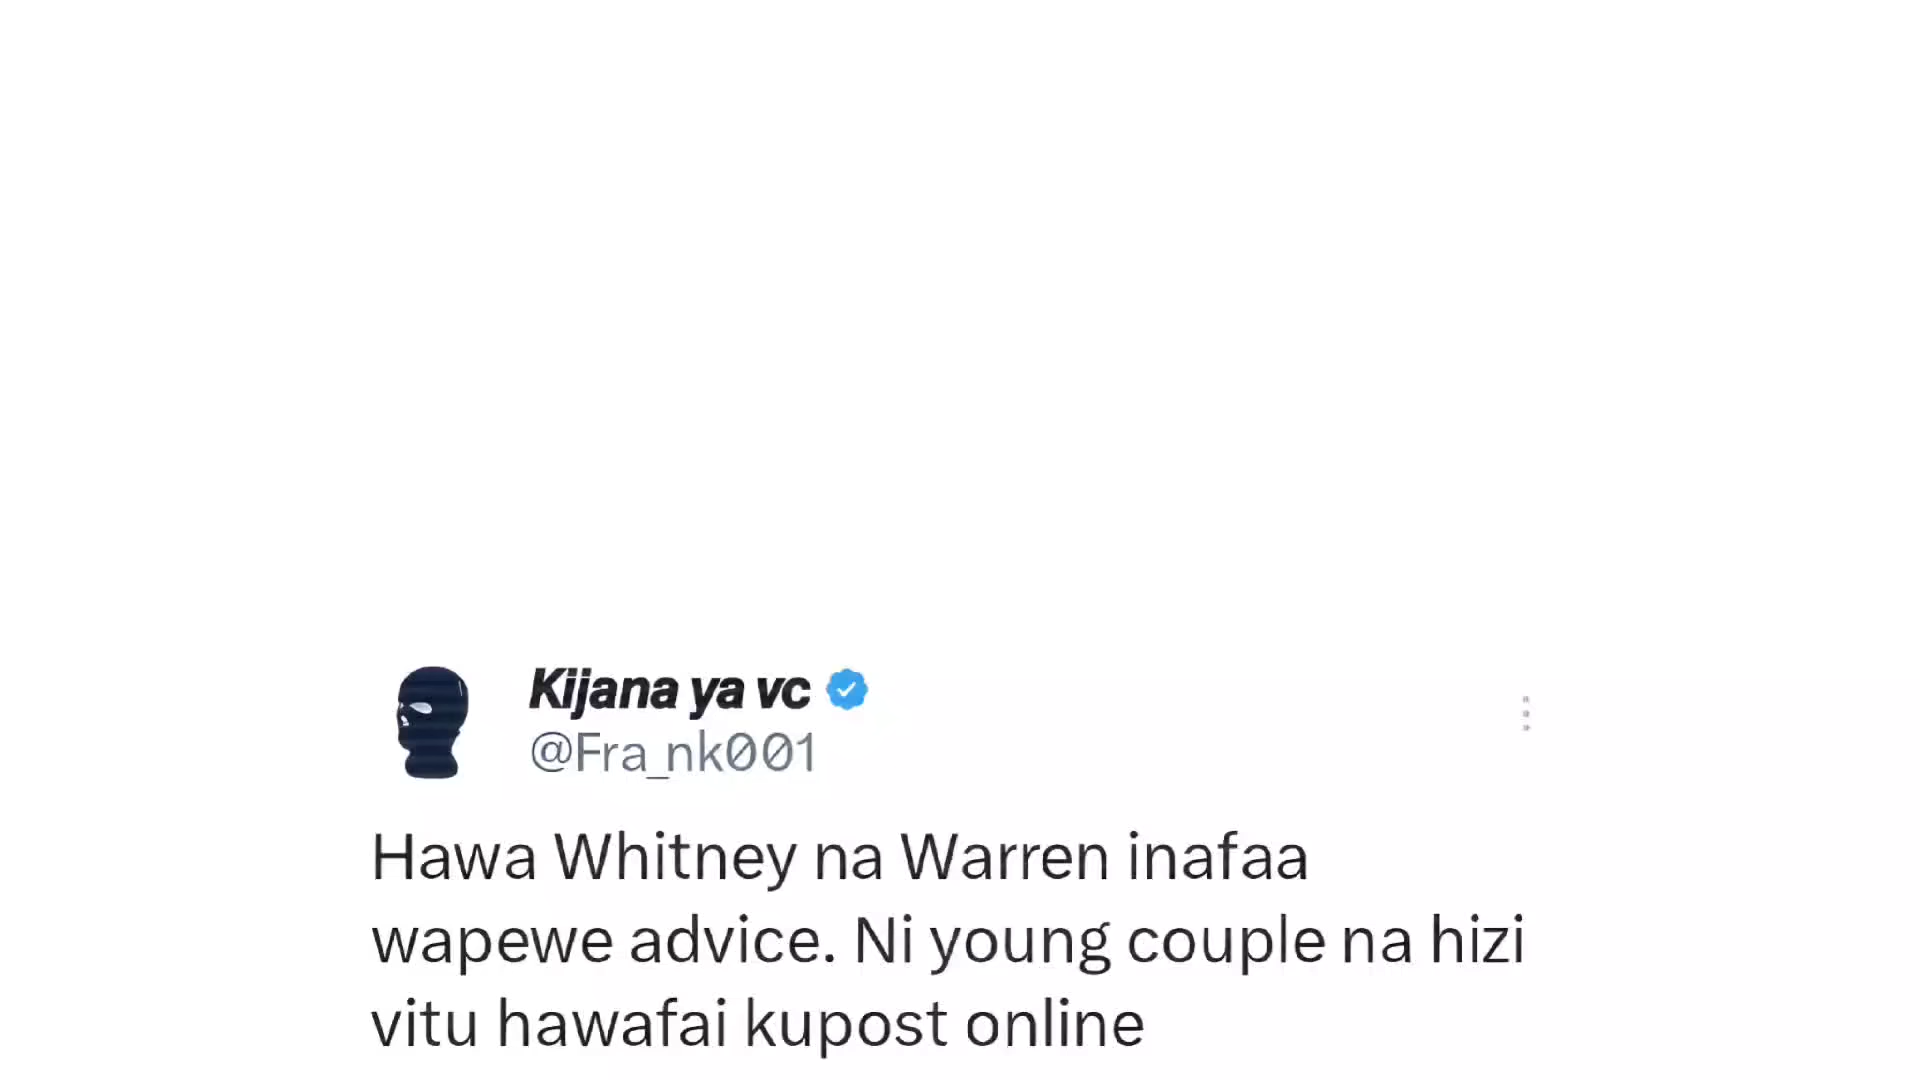 Kijana ya vc
@Fra_nk001
Hawa Whitney na Warren inafaa
wapewe advice. Ni young couple na hizi
vitu hawafai kupost online